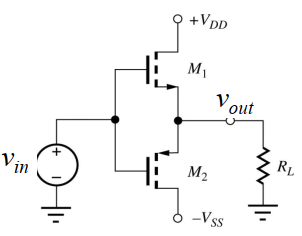 +V_DD
M_1
v_out
v_in
+
−
M_2
R_L
−V_SS